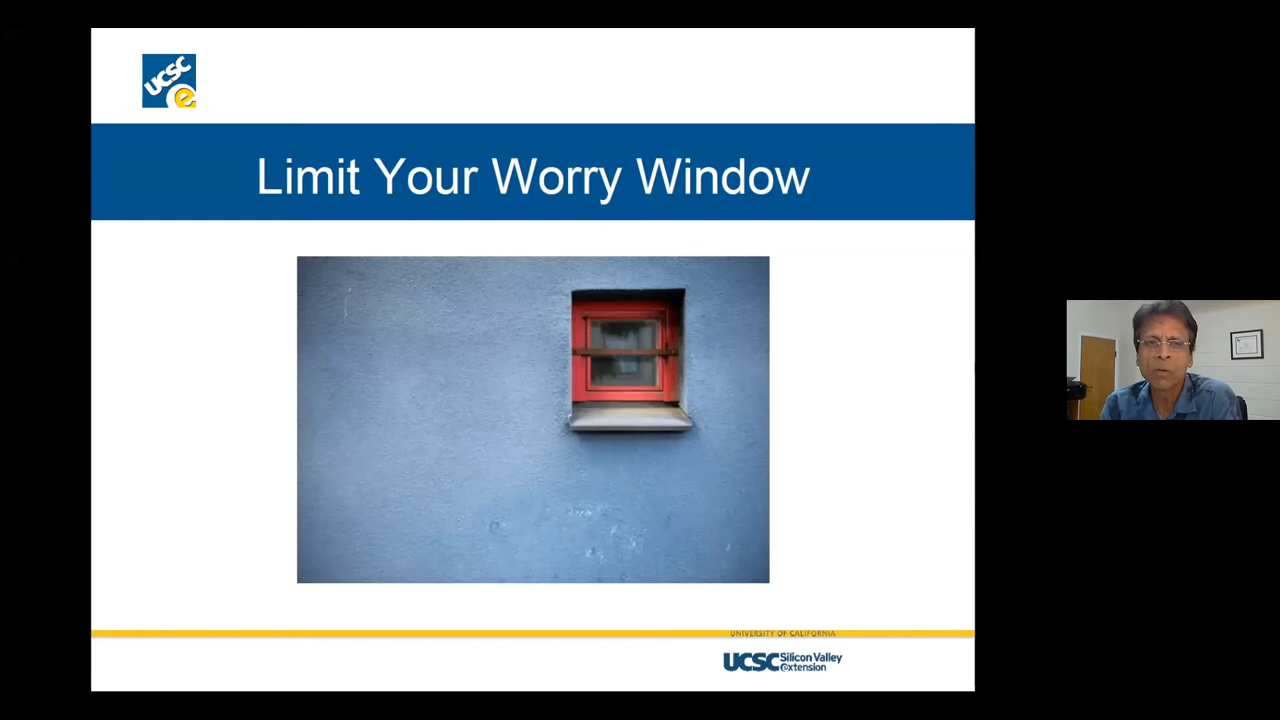 UCSC
e
Limit Your Worry Window
UNIVERSITY OF CALIFORNIA
UCSC Silicon Valley
extension